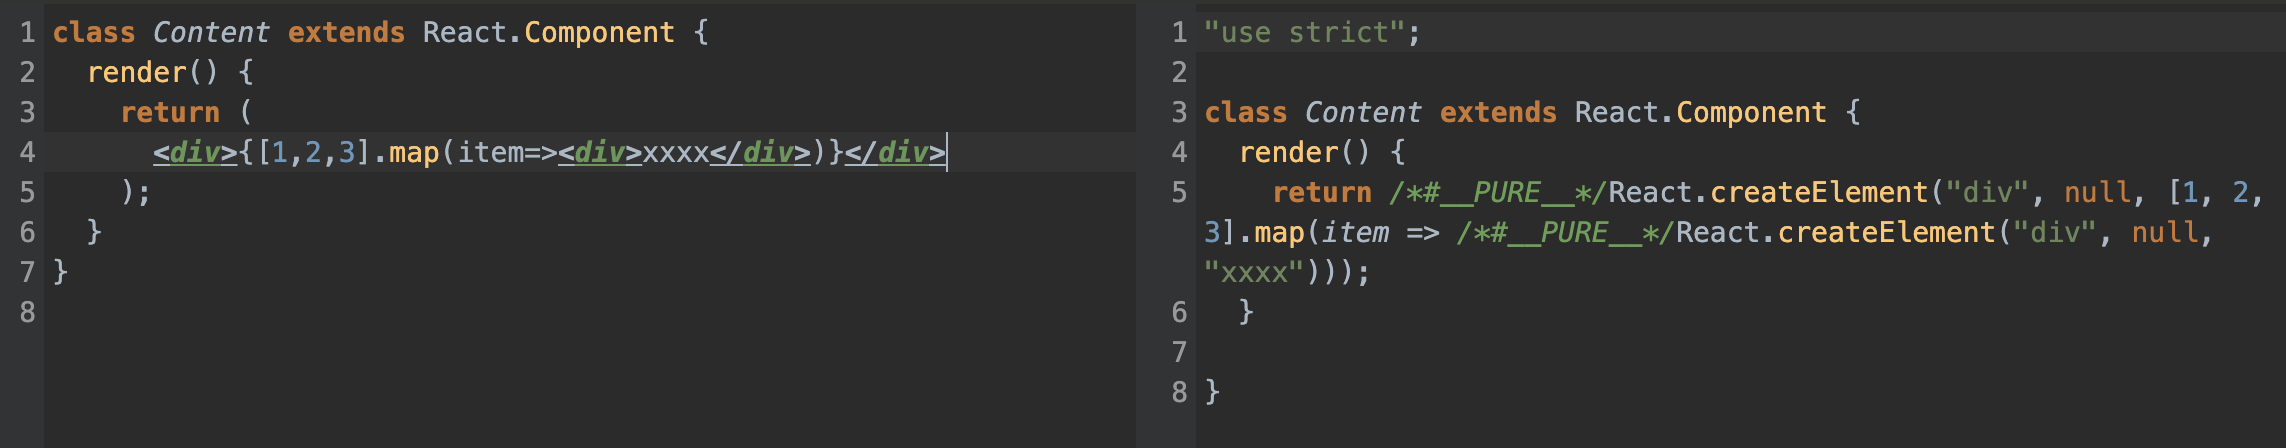 1 class Content extends React.Component {
2   render() {
3     return (
4       <div>{[1,2,3].map(item=><div>xxxx</div>)}</div>
5     );
6   }
7 }
8
1 "use strict";
2
3 class Content extends React.Component {
4   render() {
5     return /*#__PURE__*/React.createElement("div", null, [1, 2,
3].map(item => /*#__PURE__*/React.createElement("div", null,
"xxxx")));
6   }
7
8 }